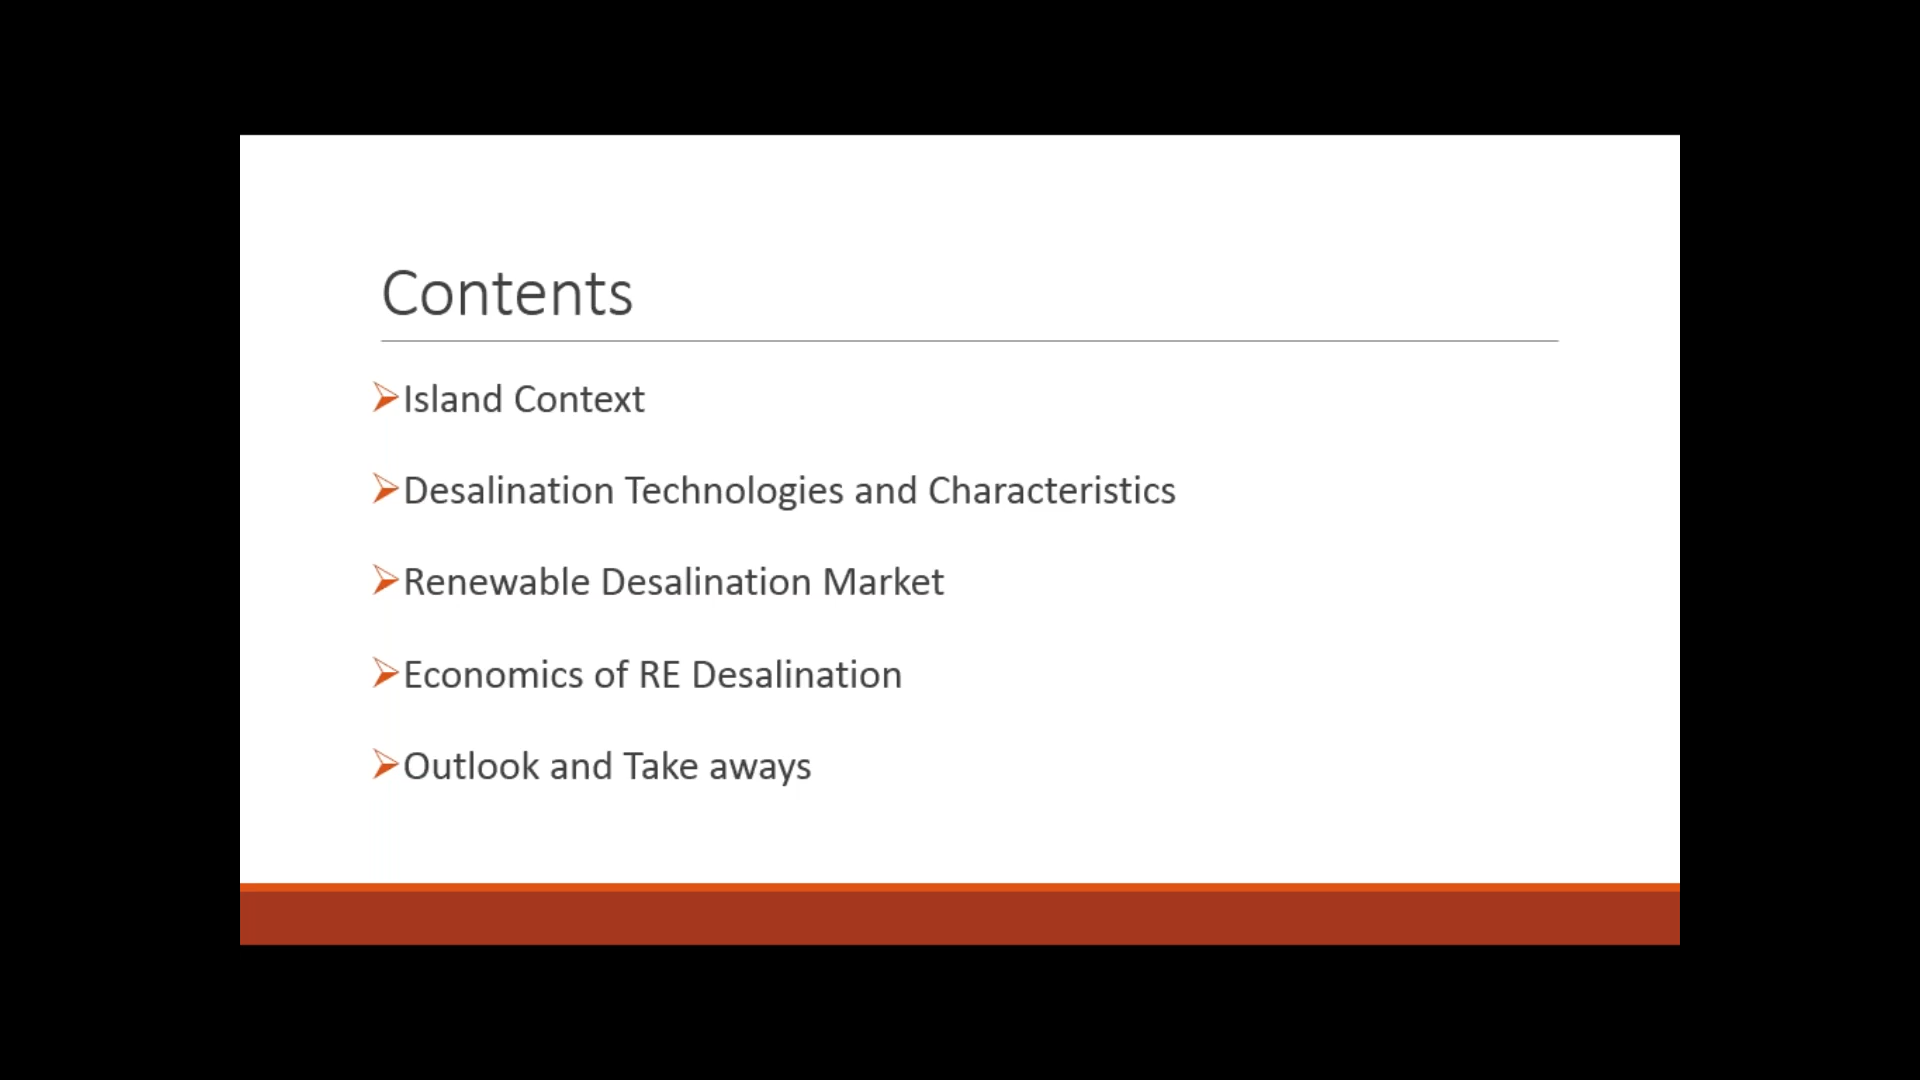 Contents
Island Context
Desalination Technologies and Characteristics
Renewable Desalination Market
Economics of RE Desalination
Outlook and Take aways